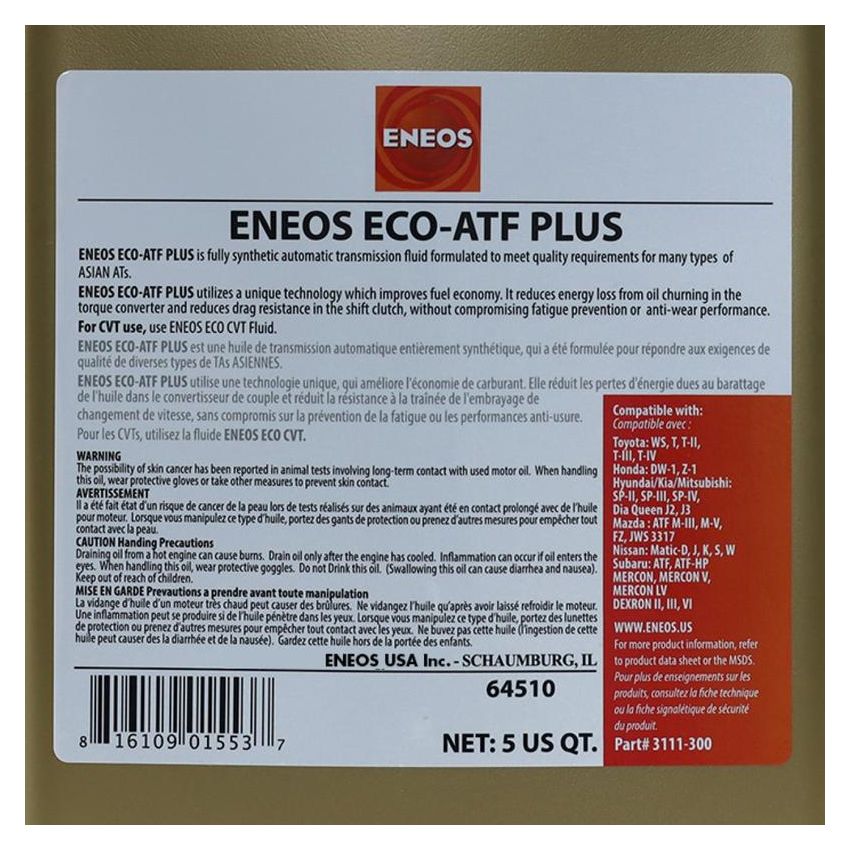 ENEOS
ENEOS ECO-ATF PLUS
ENEOS ECO-ATF PLUS is fully synthetic automatic transmission fluid formulated to meet quality requirements for many types of
ASIAN ATs.
ENEOS ECO-ATF PLUS utilizes a unique technology which improves fuel economy. It reduces energy loss from oil churning in the
torque converter and reduces drag resistance in the shift clutch, without compromising fatigue prevention or anti-wear performance.
For CVT use, use ENEOS ECO CVT Fluid.
ENEOS ECO-ATF PLUS est une huile de transmission automatique entièrement synthétique, qui a été formulée pour répondre aux exigences de
qualité de diverses types de TAs ASIENNES.
ENEOS ECO-ATF PLUS utilise une technologie unique, qui améliore l'économie de carburant. Elle réduit les pertes d'énergie dues au barattage
de l'huile dans le convertisseur de couple et réduit la résistance à la traînée de l'embrayage de
changement de vitesse, sans compromis sur la prévention de la fatigue ou les performances anti-usure.
Pour les CVTs, utilisez la fluide ENEOS ECO CVT.
WARNING
The possibility of skin cancer has been reported in animal tests involving long-term contact with used motor oil. When handling
this oil, wear protective gloves or take other measures to prevent skin contact.
AVERTISSEMENT
Il a été fait état d'un risque de cancer de la peau lors de tests réalisés sur des animaux ayant été en contact prolongé avec de l'huile
pour moteur. Lorsque vous manipulez ce type d'huile, portez des gants de protection ou prenez d'autres mesures pour empêcher tout
contact avec la peau.
CAUTION Handing Precautions
Draining oil from a hot engine can cause burns. Drain oil only after the engine has cooled. Inflammation can occur if oil enters the
eyes. When handling this oil, wear protective goggles. Do not Drink this oil. (Swallowing this oil can cause diarrhea and nausea).
Keep out of reach of children.
MISE EN GARDE Prevautions a prendre avant toute manipulation
La vidange d'huile d'un moteur très chaud peut causer des brûlures. Ne vidangez l'huile qu'après avoir laissé refroidir le moteur.
Une inflammation peut se produire si de l'huile pénètre dans les yeux. Lorsque vous manipulez ce type d'huile, portez des lunettes
de protection ou prenez d'autres mesures pour empêcher tout contact avec les yeux. Ne buvez pas cette huile (l'ingestion de cette
huile peut causer des la diarrhée et de la nausée). Gardez cette huile hors de la portée des enfants.
ENEOS USA Inc. - SCHAUMBURG, IL
64510
8 16109 01553 7
NET: 5 US QT.
Compatible with:
Compatible avec :
Toyota: WS, T, T-II,
T-III, T-IV
Honda: DW-1, Z-1
Hyundai/Kia/Mitsubishi:
SP-II, SP-III, SP-IV,
Dia Queen J2, J3
Mazda : ATF M-III, M-V,
FZ, JWS 3317
Nissan: Matic-D, J, K, S, W
Subaru: ATF, ATF-HP
MERCON, MERCON V,
MERCON LV
DEXRON II, III, VI
WWW.ENEOS.US
For more product information, refer
to product data sheet or the MSDS.
Pour plus de enseignements sur les
produits, consultez la fiche technique
ou la fiche signalétique de sécurité
du produit.
Part# 3111-300